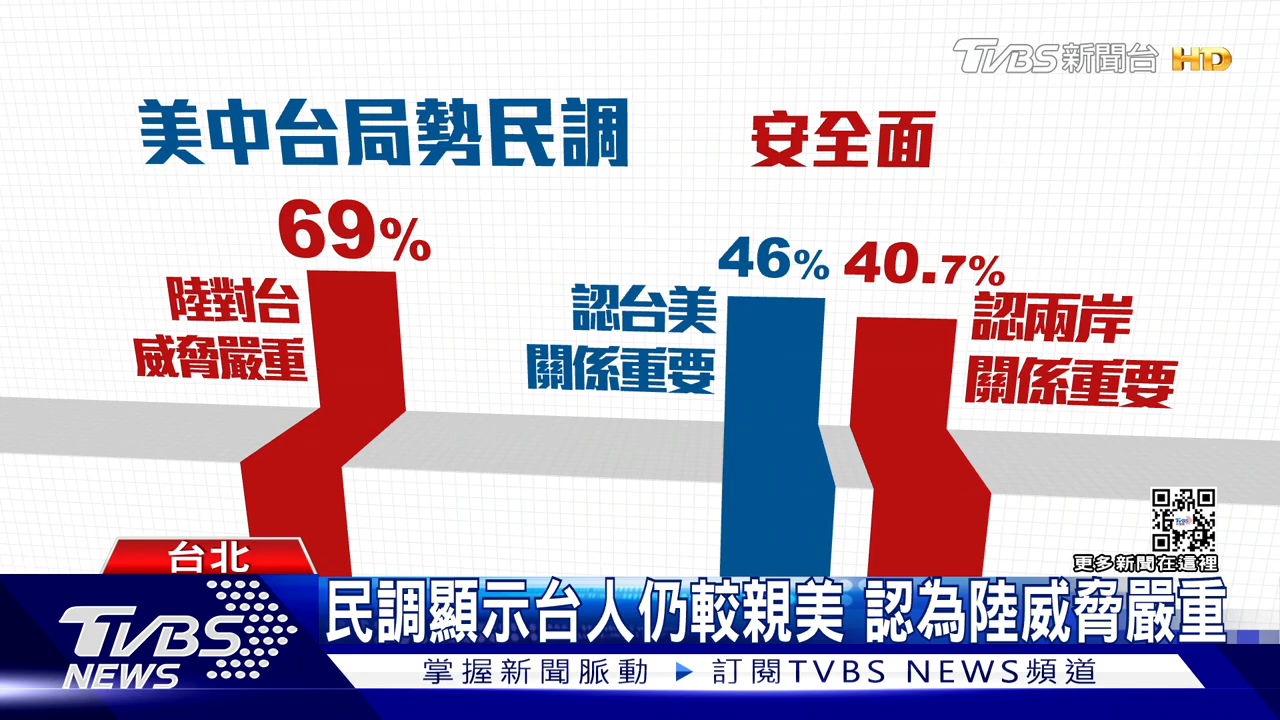 TVBS新聞台 HD
美中台局勢民調
安全面
69%
陸對台
威脅嚴重
46%
認台美
關係重要
40.7%
認兩岸
關係重要
更多新聞在這裡
台北
TVBS
NEWS
民調顯示台人仍較親美 認為陸威脅嚴重
掌握新聞脈動 ▶ 訂閱TVBS NEWS頻道